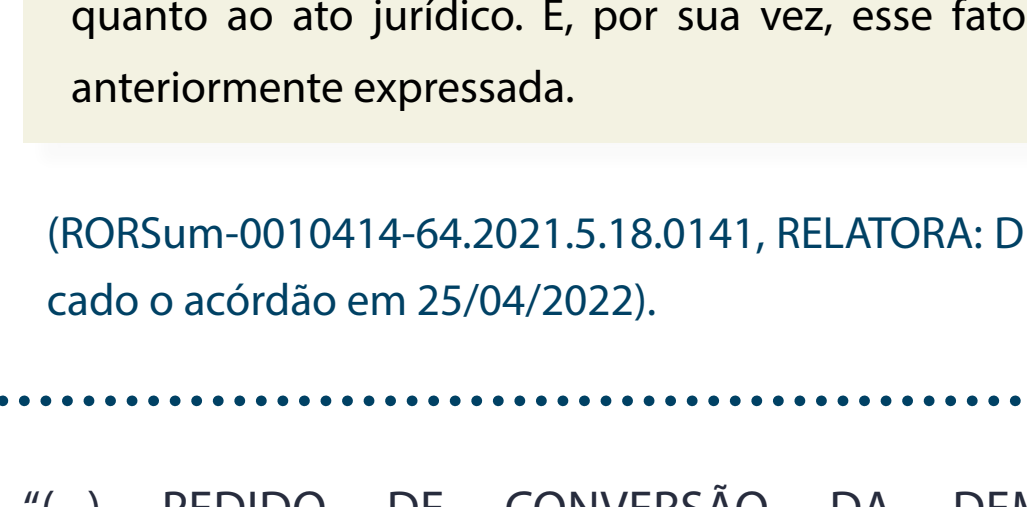 quanto ao ato jurídico. E, por sua vez, esse fato
anteriormente expressada.
(RORSum-0010414-64.2021.5.18.0141, RELATORA: D
cado o acórdão em 25/04/2022).
“(...) PEDIDO DE CONVERSÃO DA DEM